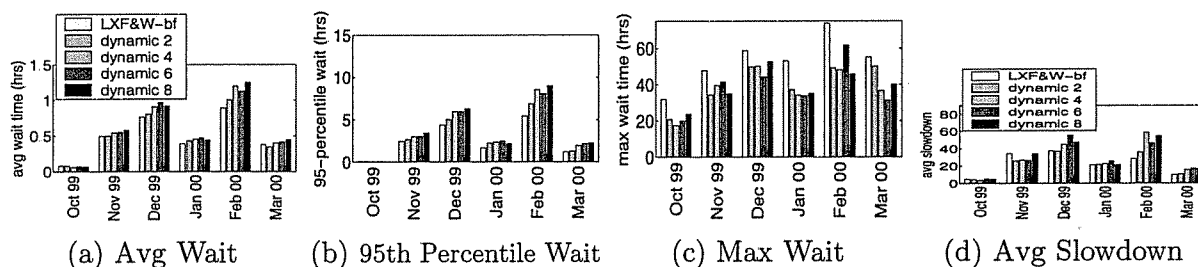 LXF&W-bf
dynamic 2
dynamic 4
dynamic 6
dynamic 8
avg wait time (hrs)
1.5
1
0.5
0
Oct 99
Nov 99
Dec 99
Jan 00
Feb 00
Mar 00
(a) Avg Wait
95-percentile wait (hrs)
15
10
5
0
Oct 99
Nov 99
Dec 99
Jan 00
Feb 00
Mar 00
(b) 95th Percentile Wait
max wait time (hrs)
60
40
20
0
Oct 99
Nov 99
Dec 99
Jan 00
Feb 00
Mar 00
(c) Max Wait
LXF&W-bf
dynamic 2
dynamic 4
dynamic 6
dynamic 8
avg slowdown
80
60
40
20
0
Oct 99
Nov 99
Dec 99
Jan 00
Feb 00
Mar 00
(d) Avg Slowdown